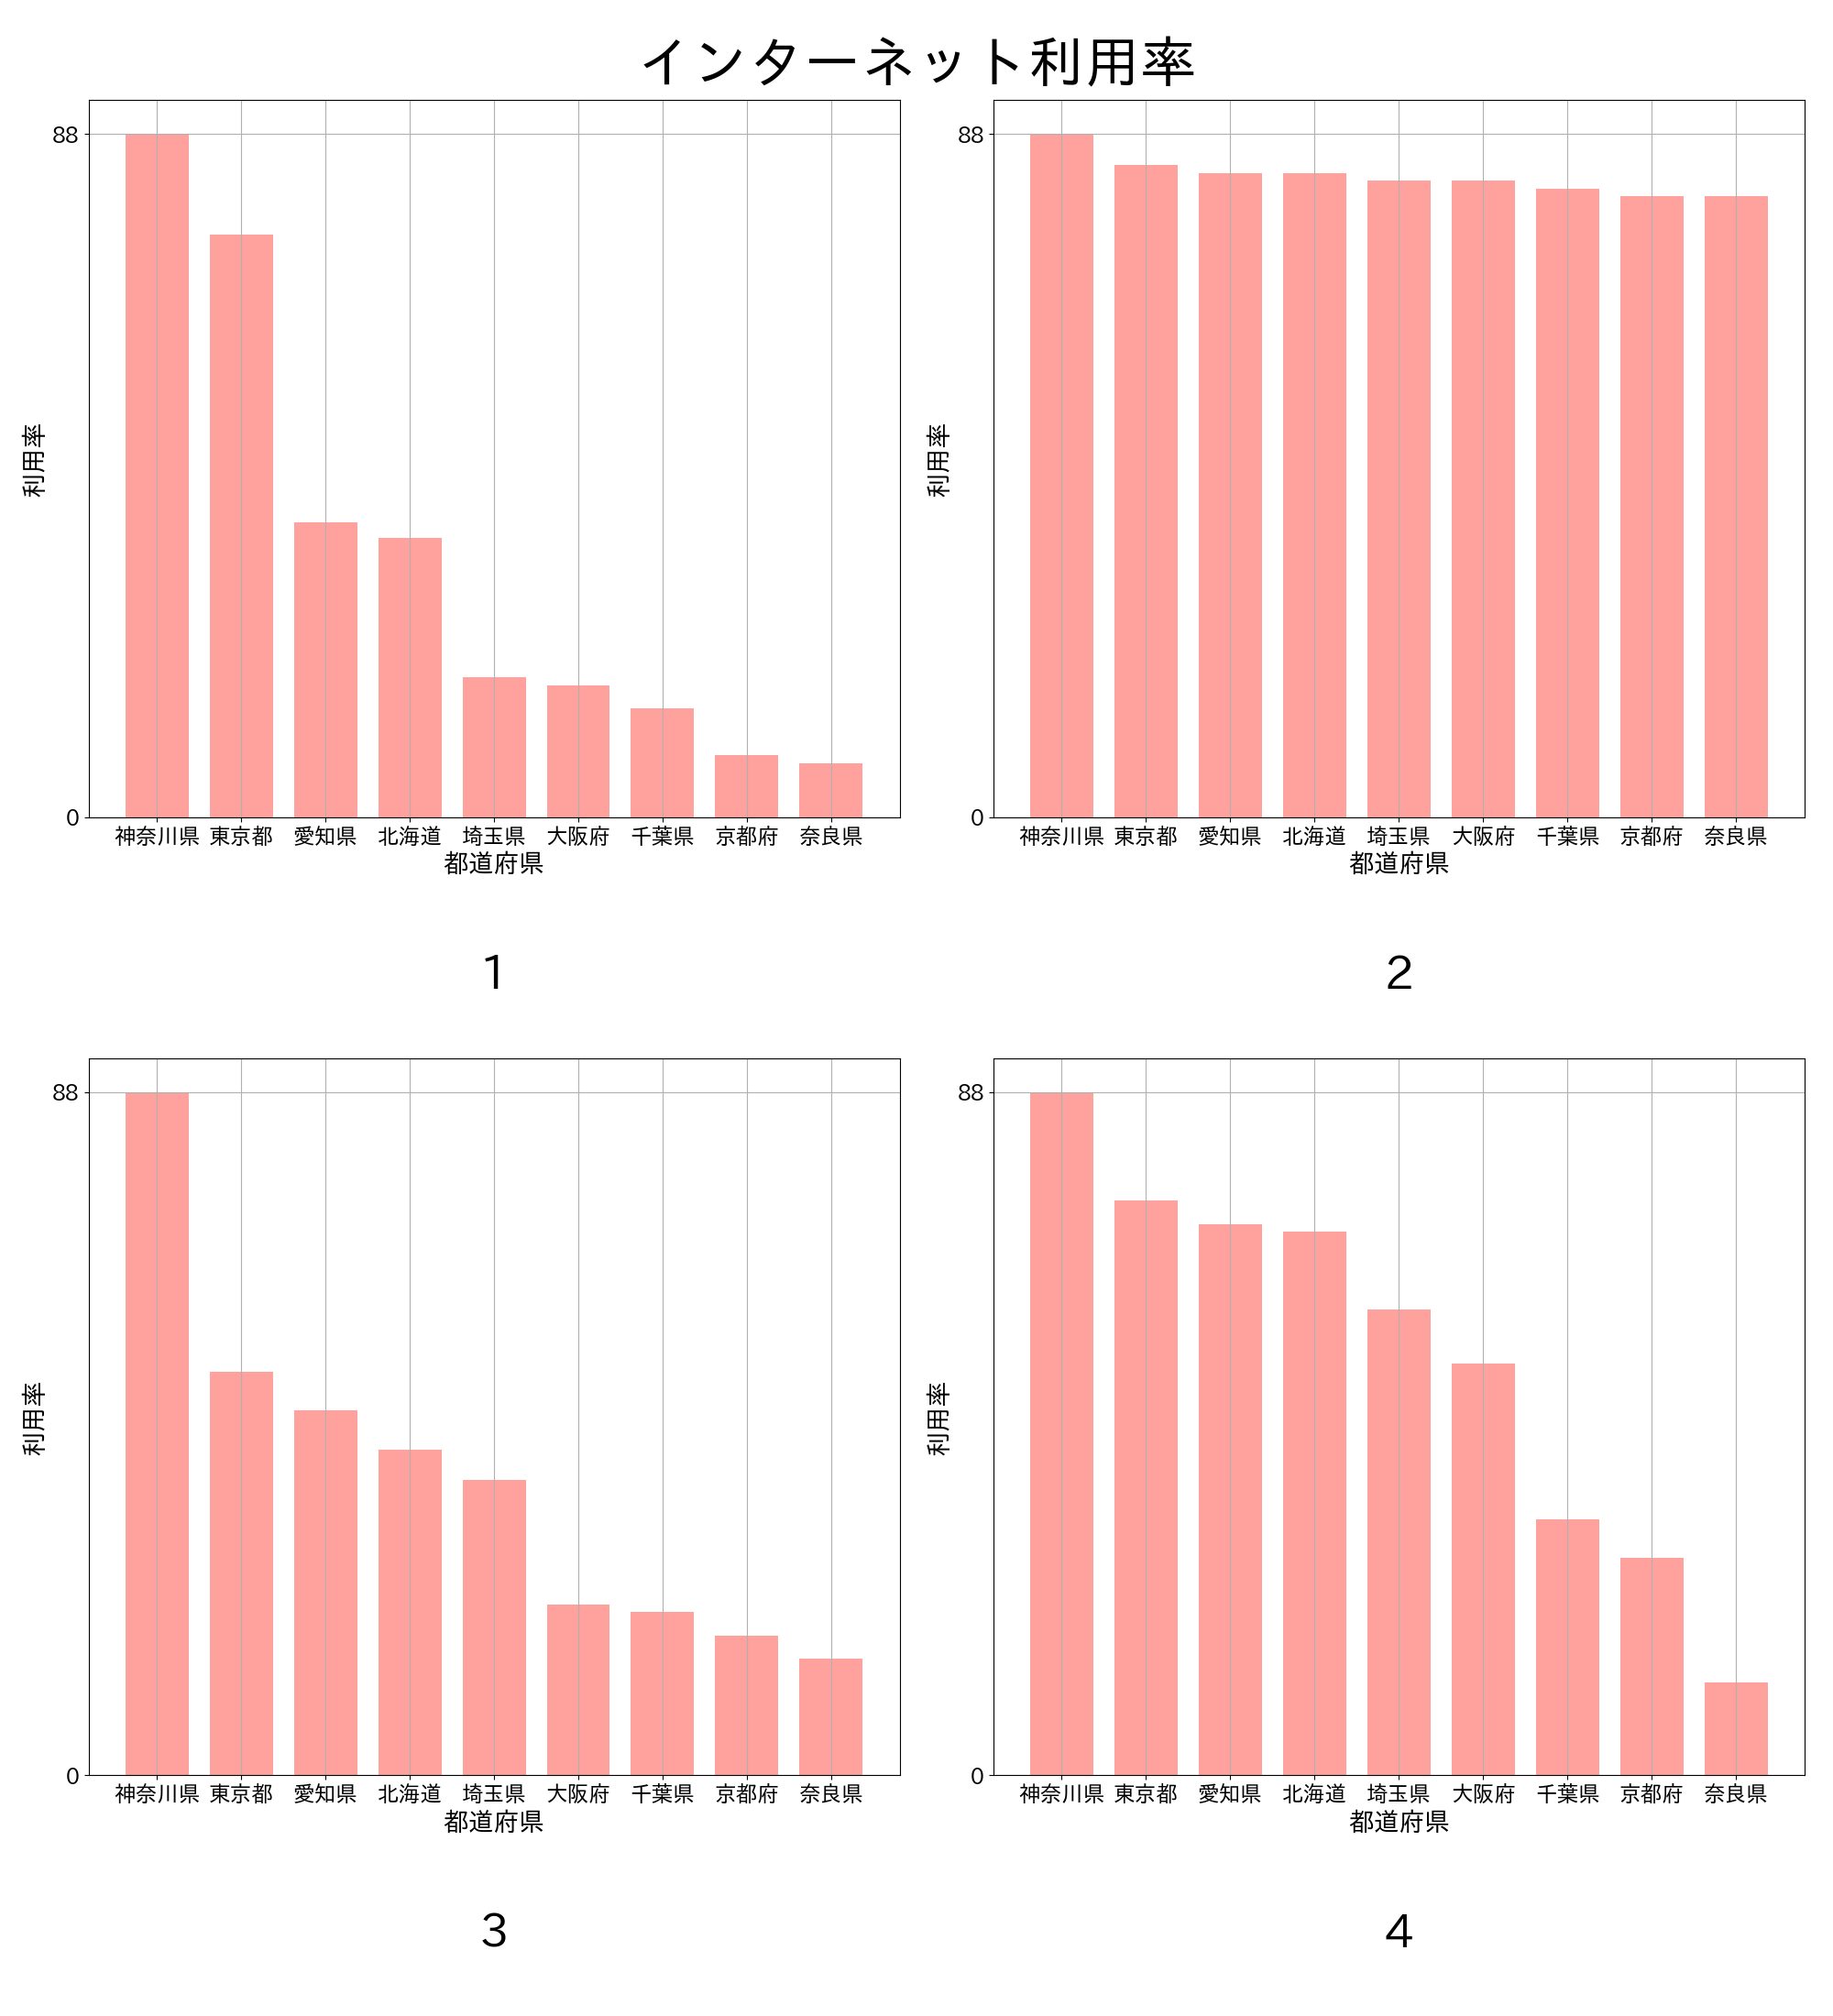 インターネット利用率
88
0
利用率
神奈川県 東京都 愛知県 北海道 埼玉県 大阪府 千葉県 京都府 奈良県
都道府県
1
88
0
利用率
神奈川県 東京都 愛知県 北海道 埼玉県 大阪府 千葉県 京都府 奈良県
都道府県
2
88
0
利用率
神奈川県 東京都 愛知県 北海道 埼玉県 大阪府 千葉県 京都府 奈良県
都道府県
3
88
0
利用率
神奈川県 東京都 愛知県 北海道 埼玉県 大阪府 千葉県 京都府 奈良県
都道府県
4